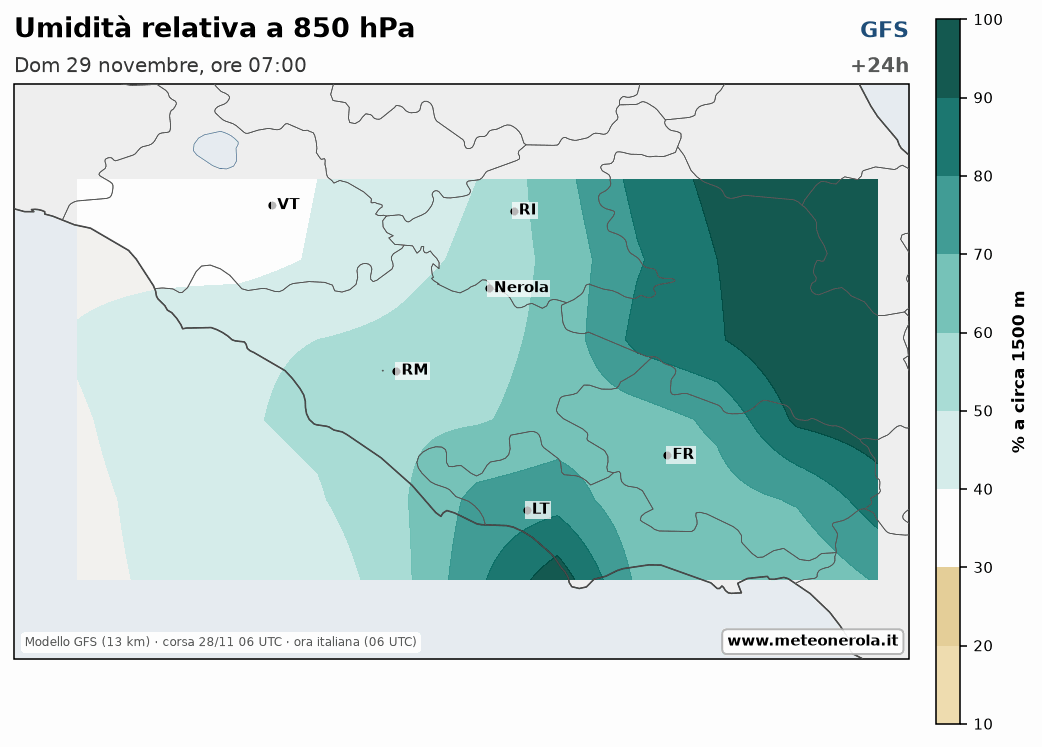 Umidità relativa a 850 hPa
GFS
Dom 29 novembre, ore 07:00
+24h
VT
RI
Nerola
RM
FR
LT
Modello GFS (13 km) · corsa 28/11 06 UTC · ora italiana (06 UTC)
www.meteonerola.it
100
90
80
70
60
50
40
30
20
10
% a circa 1500 m